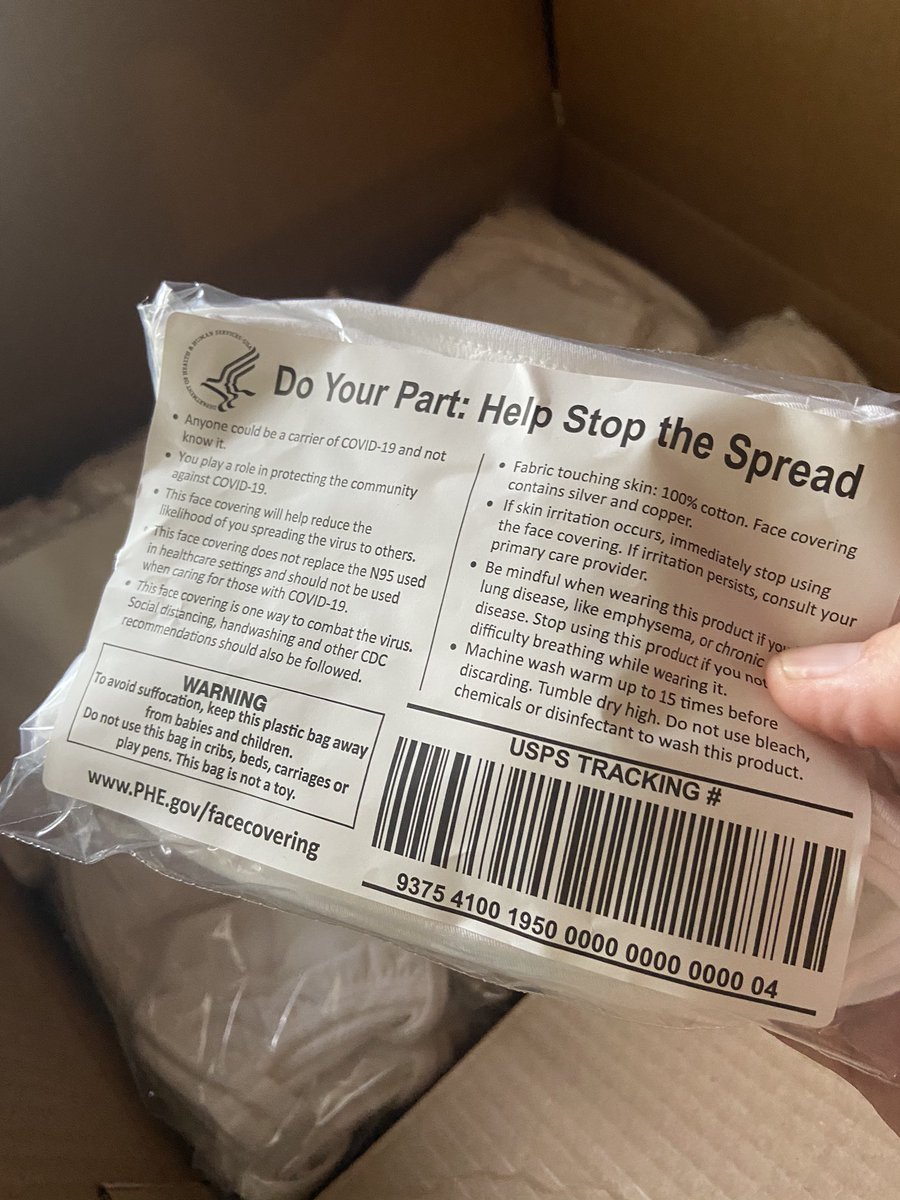 DEPARTMENT OF HEALTH & HUMAN SERVICES · USA
Do Your Part: Help Stop the Spread
• Anyone could be a carrier of COVID-19 and not
know it.
• You play a role in protecting the community
against COVID-19.
• This face covering will help reduce the
likelihood of you spreading the virus to others.
• This face covering does not replace the N95 used
in healthcare settings and should not be used
when caring for those with COVID-19.
• This face covering is one way to combat the virus.
Social distancing, handwashing and other CDC
recommendations should also be followed.
WARNING
To avoid suffocation, keep this plastic bag away
from babies and children.
Do not use this bag in cribs, beds, carriages or
play pens. This bag is not a toy.
www.PHE.gov/facecovering
• Fabric touching skin: 100% cotton. Face covering
contains silver and copper.
• If skin irritation occurs, immediately stop using
the face covering. If irritation persists, consult your
primary care provider.
• Be mindful when wearing this product if you
lung disease, like emphysema, or chronic
disease. Stop using this product if you
difficulty breathing while wearing it.
• Machine wash warm up to 15 times before
discarding. Tumble dry high. Do not use bleach,
chemicals or disinfectant to wash this product.
USPS TRACKING #
9375 4100 1950 0000 0000 0000 04